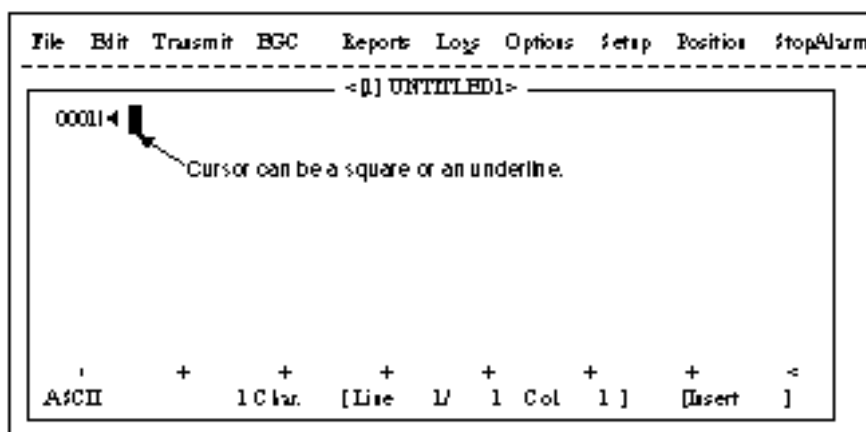 File Edit Transmit EGC Reports Logs Options Setup Position StopAlarm
<[1] UNTITLED1>
0001|◄
Cursor can be a square or an underline.
+ + + + + + + <
ASCII 1 Char. [Line 1/ 1 Col 1 ] [Insert ]